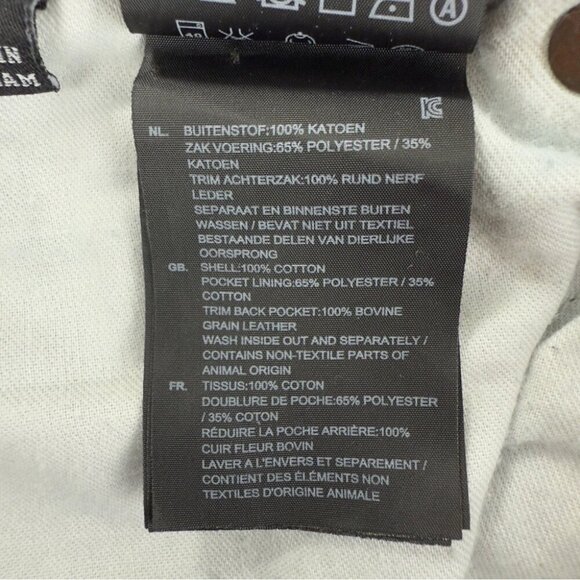 IN
AM
A
KC
NL. BUITENSTOF:100% KATOEN
ZAK VOERING:65% POLYESTER / 35%
KATOEN
TRIM ACHTERZAK:100% RUND NERF
LEDER
SEPARAAT EN BINNENSTE BUITEN
WASSEN / BEVAT NIET UIT TEXTIEL
BESTAANDE DELEN VAN DIERLIJKE
OORSPRONG
GB. SHELL:100% COTTON
POCKET LINING:65% POLYESTER / 35%
COTTON
TRIM BACK POCKET:100% BOVINE
GRAIN LEATHER
WASH INSIDE OUT AND SEPARATELY /
CONTAINS NON-TEXTILE PARTS OF
ANIMAL ORIGIN
FR. TISSUS:100% COTON
DOUBLURE DE POCHE:65% POLYESTER
/ 35% COTON
RÉDUIRE LA POCHE ARRIÈRE:100%
CUIR FLEUR BOVIN
LAVER A L'ENVERS ET SEPAREMENT /
CONTIENT DES ÉLÉMENTS NON
TEXTILES D'ORIGINE ANIMALE